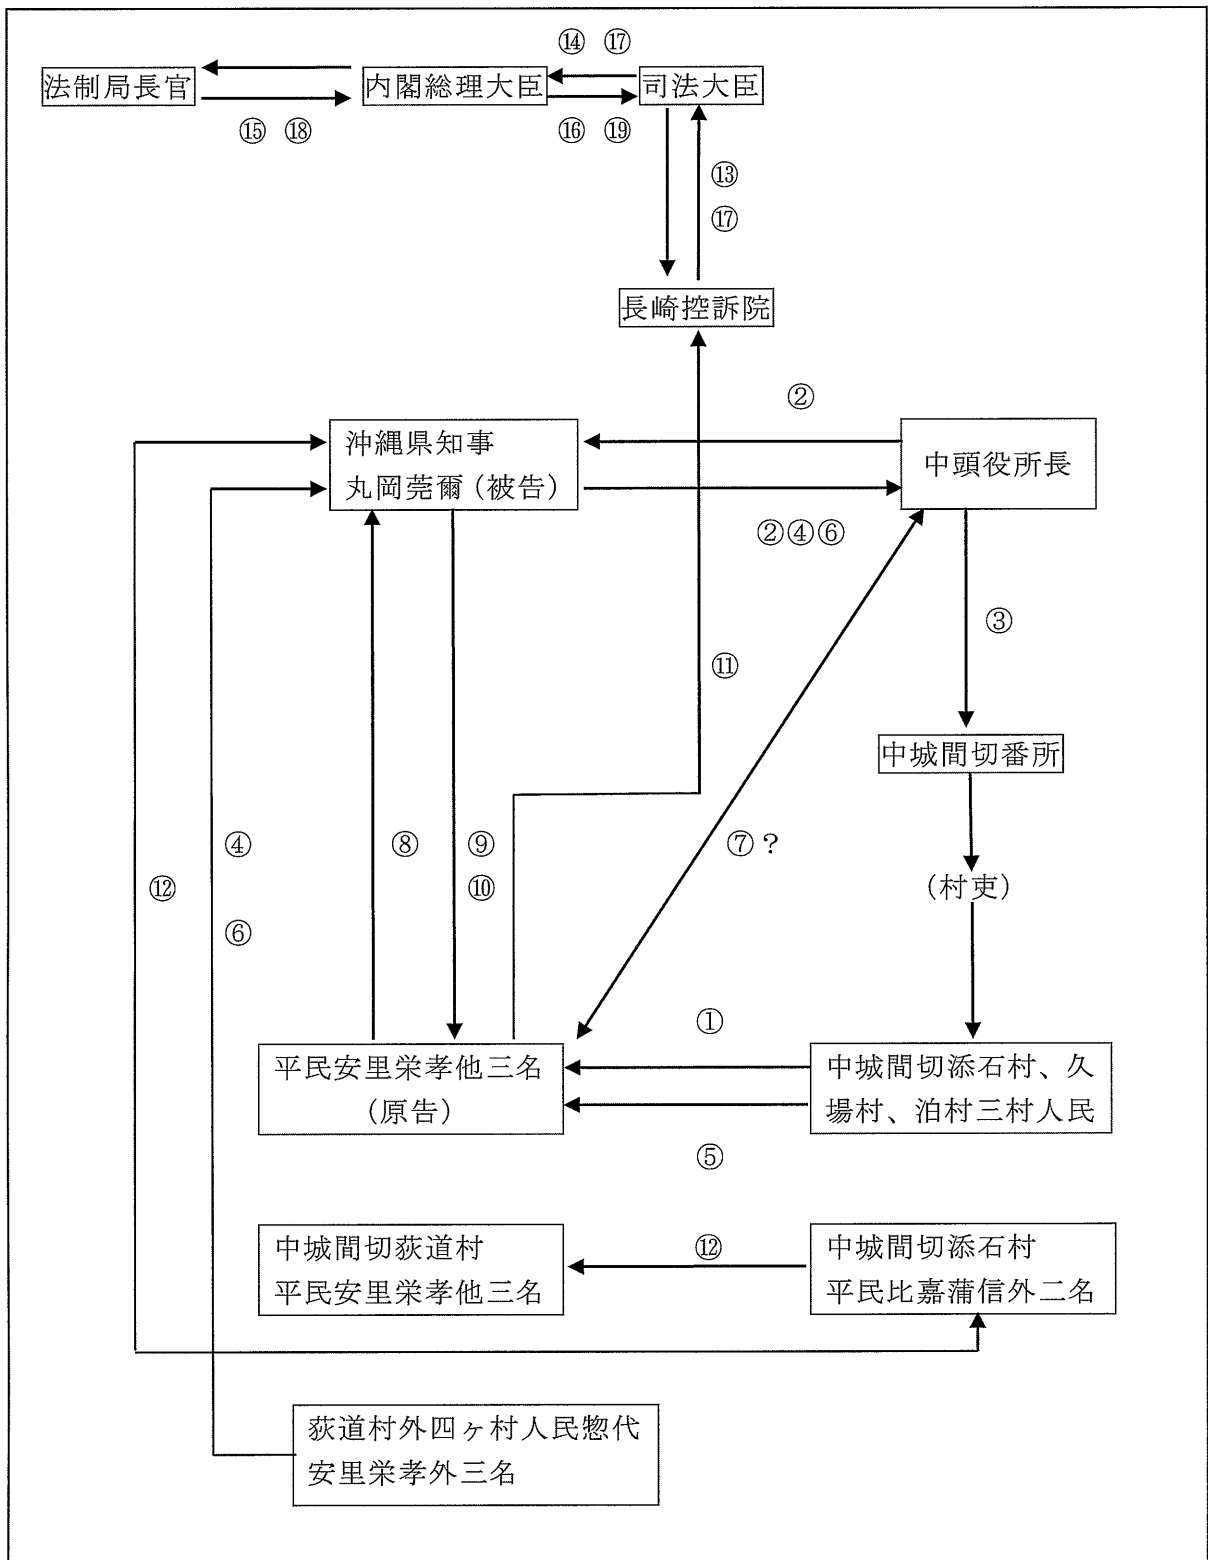 ⑭ ⑰
法制局長官
内閣総理大臣
司法大臣
⑮ ⑱
⑯ ⑲
⑬
⑰
長崎控訴院
②
沖縄県知事
丸岡莞爾(被告)
中頭役所長
②④⑥
③
⑪
中城間切番所
④
⑧
⑨
⑦?
⑫
⑩
(村吏)
⑥
①
平民安里栄孝他三名
(原告)
中城間切添石村、久
場村、泊村三村人民
⑤
中城間切荻道村
平民安里栄孝他三名
⑫
中城間切添石村
平民比嘉蒲信外二名
荻道村外四ヶ村人民惣代
安里栄孝外三名